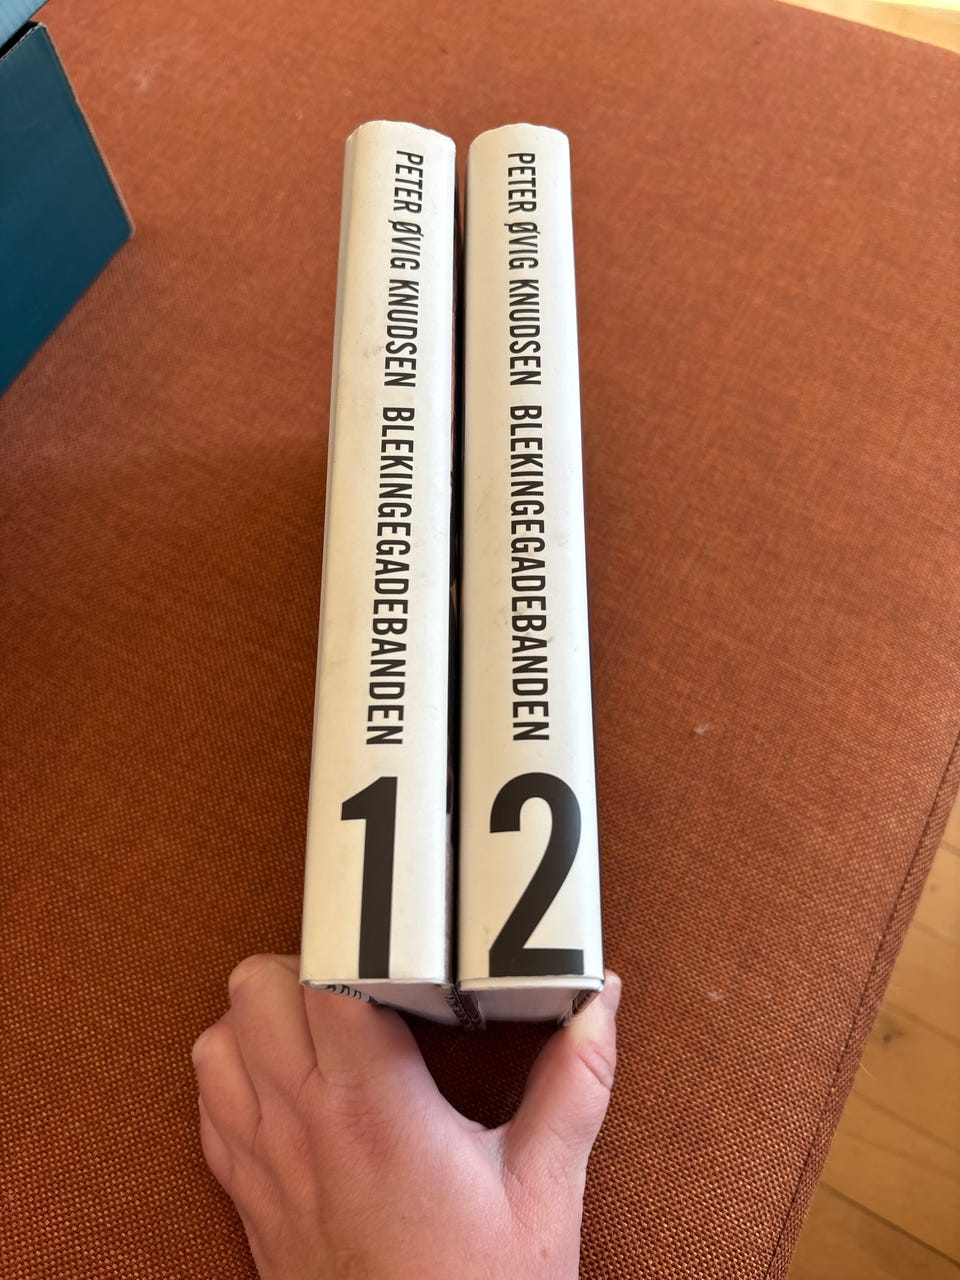 PETER ØVIG KNUDSEN BLEKINGEGADEBANDEN 1
PETER ØVIG KNUDSEN BLEKINGEGADEBANDEN 2